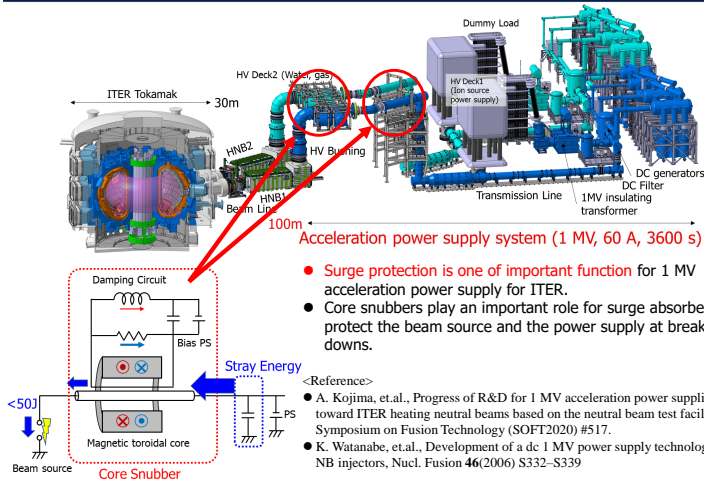 Dummy Load
HV Deck2 (Water, gas)
HV Deck1
(Ion source
power supply)
ITER Tokamak
30m
HNB2
HV Bushing
HNB1
Beam Line
Transmission Line
DC generators
DC Filter
1MV insulating
transformer
100m
Acceleration power supply system (1 MV, 60 A, 3600 s)
Damping Circuit
Bias PS
Stray Energy
<50J
PS
Magnetic toroidal core
Beam source
Core Snubber
● Surge protection is one of important function for 1 MV
acceleration power supply for ITER.
● Core snubbers play an important role for surge absorbe
protect the beam source and the power supply at break
downs.
<Reference>
● A. Kojima, et.al., Progress of R&D for 1 MV acceleration power suppli
toward ITER heating neutral beams based on the neutral beam test facil
Symposium on Fusion Technology (SOFT2020) #517.
● K. Watanabe, et.al., Development of a dc 1 MV power supply technolog
NB injectors, Nucl. Fusion 46(2006) S332–S339